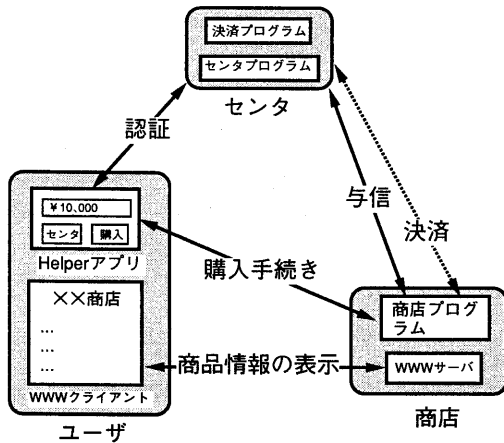 決済プログラム
センタプログラム
センタ
認証
¥10,000
センタ 購入
Helperアプリ
与信
決済
購入手続き
××商店
...
...
...
商店プログ
ラム
商品情報の表示
WWWサーバ
WWWクライアント
商店
ユーザ